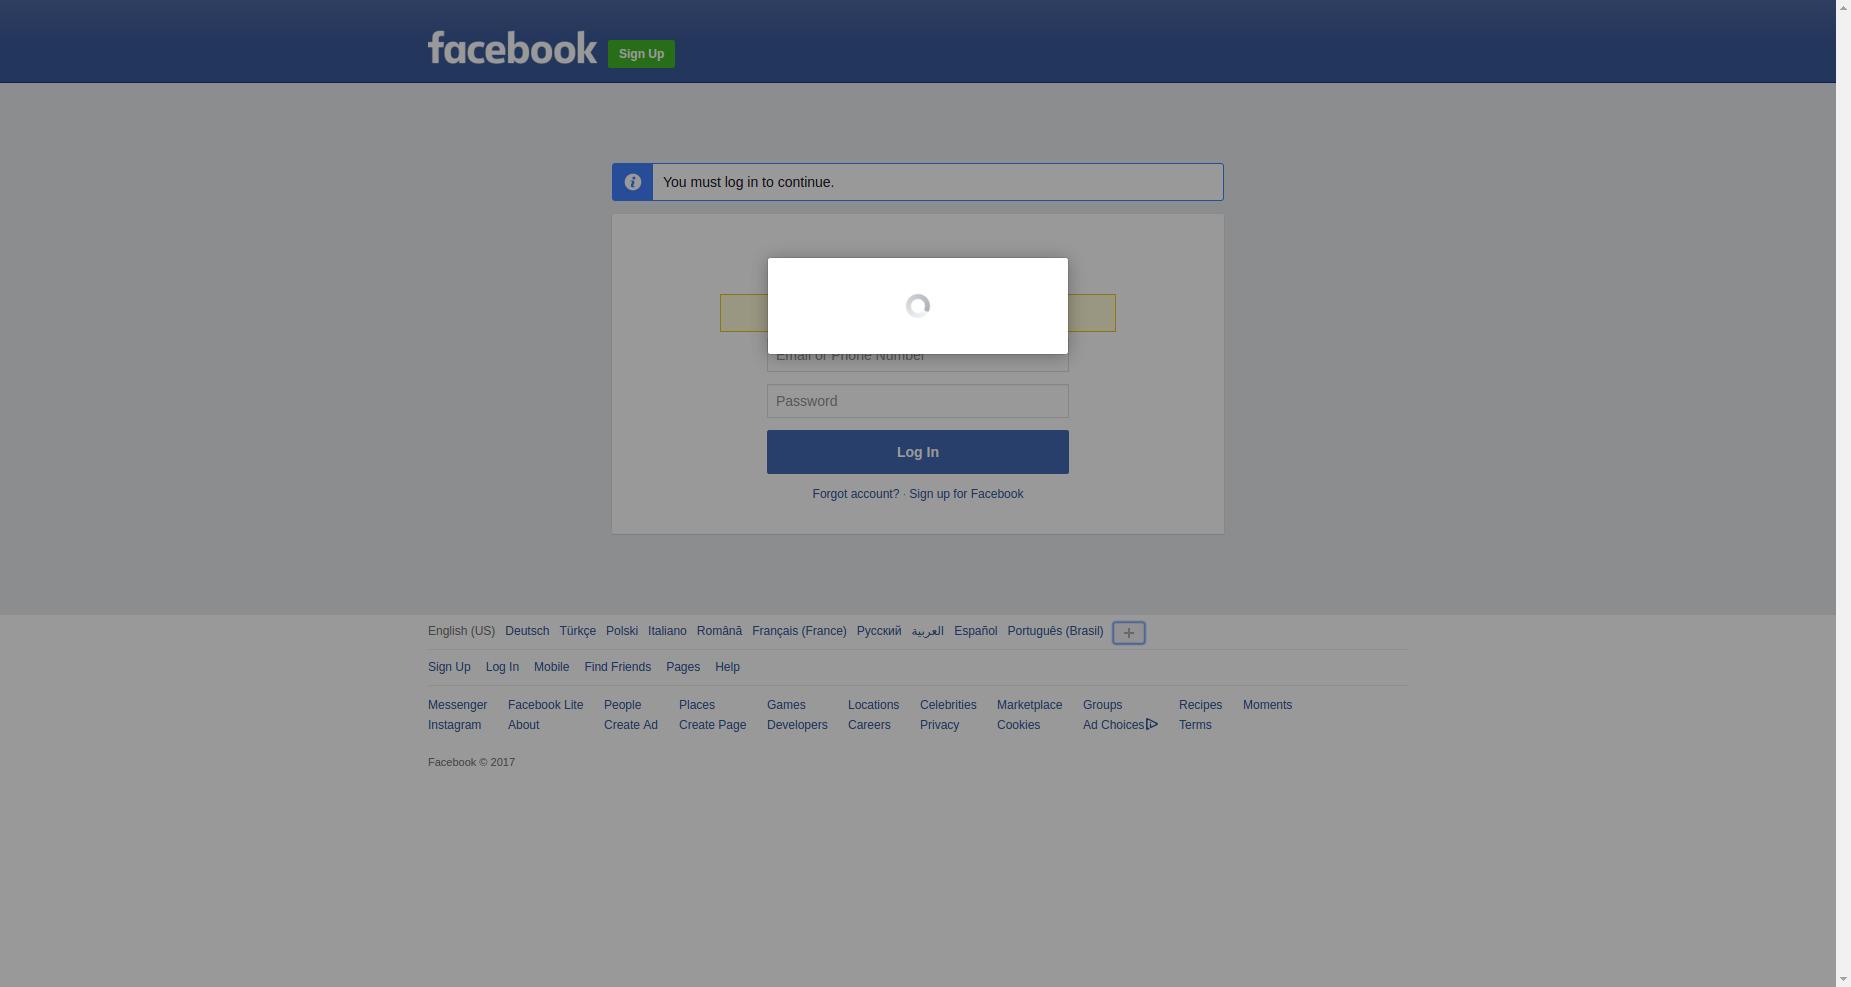 facebook Sign Up
You must log in to continue.
Email or Phone Number
Password
Log In
Forgot account? · Sign up for Facebook
English (US) Deutsch Türkçe Polski Italiano Română Français (France) Русский العربية Español Português (Brasil)
Sign Up Log In Mobile Find Friends Pages Help
Messenger Facebook Lite People Places Games Locations Celebrities Marketplace Groups Recipes Moments
Instagram About Create Ad Create Page Developers Careers Privacy Cookies Ad Choices Terms
Facebook © 2017